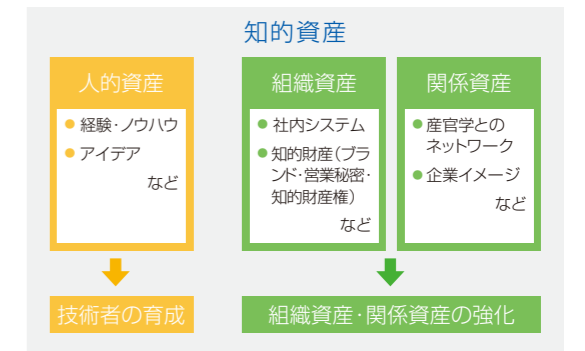 知的資産
人的資産
● 経験・ノウハウ
● アイデア
など
組織資産
● 社内システム
● 知的財産(ブラ
ンド・営業秘密・
知的財産権)
など
関係資産
● 産官学との
ネットワーク
● 企業イメージ
など
技術者の育成
組織資産・関係資産の強化